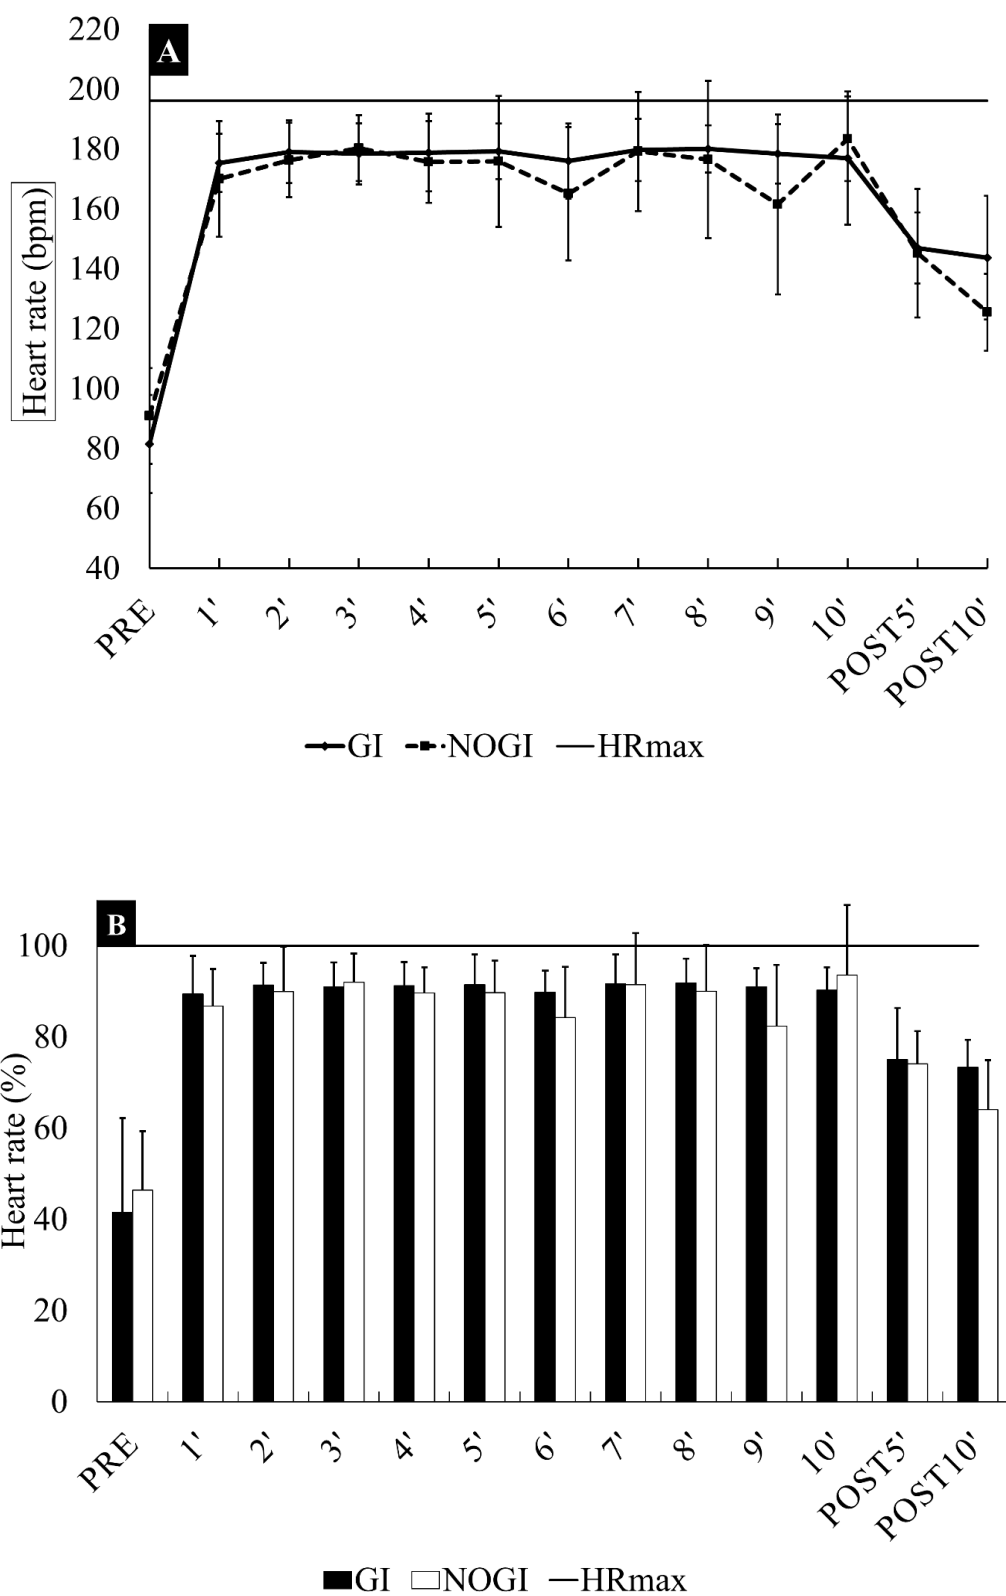 A
220
200
180
160
140
120
100
80
60
40
Heart rate (bpm)
PRE 1' 2' 3' 4' 5' 6' 7' 8' 9' 10' POST5' POST10'
GI NOGI HRmax
B
100
80
60
40
20
0
Heart rate (%)
PRE 1' 2' 3' 4' 5' 6' 7' 8' 9' 10' POST5' POST10'
GI NOGI HRmax